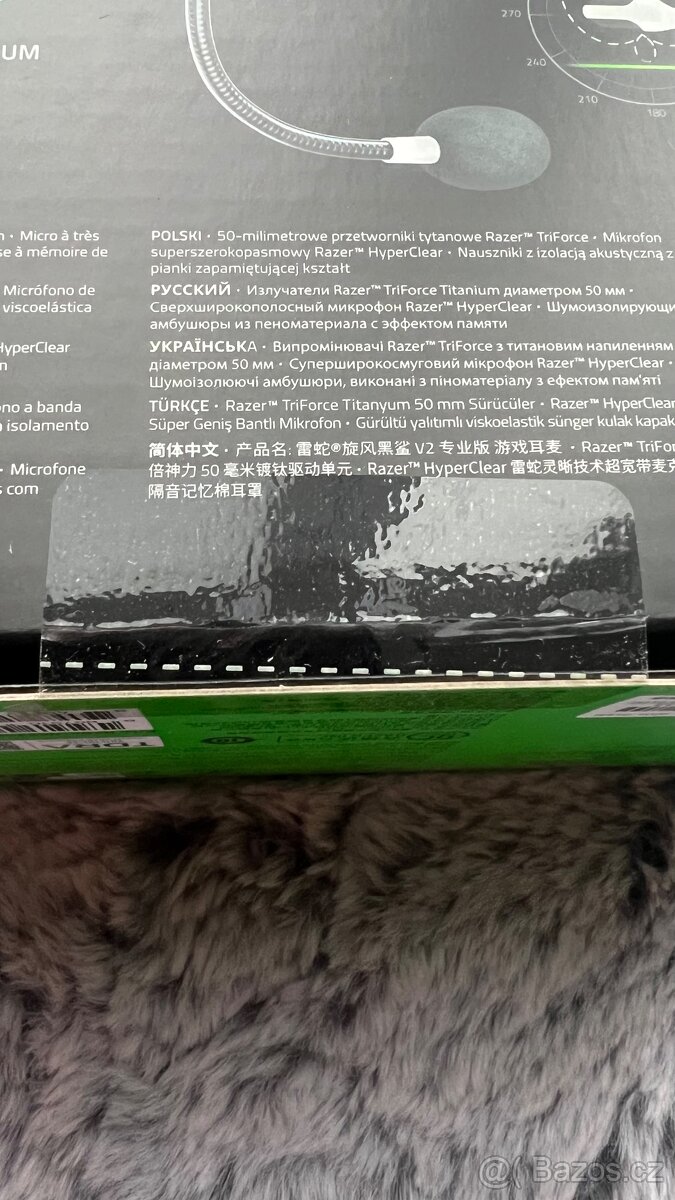 UM
270
240
210
180
• Micro à très
se à mémoire de
Micrófono de
viscoelástica
HyperClear
ono a banda
isolamento
• Microfone
s com
POLSKI • 50-milimetrowe przetworniki tytanowe Razer™ TriForce • Mikrofon
superszerokopasmowy Razer™ HyperClear • Nauszniki z izolacją akustyczną z
pianki zapamiętującej kształt
РУССКИЙ • Излучатели Razer™ TriForce Titanium диаметром 50 мм •
Сверхширокополосный микрофон Razer™ HyperClear • Шумоизолирующи
амбушюры из пеноматериала с эффектом памяти
УКРАЇНСЬКА • Випромінювачі Razer™ TriForce з титановим напиленням
діаметром 50 мм • Суперширокосмуговий мікрофон Razer™ HyperClear •
Шумоізолюючі амбушури, виконані з піноматеріалу з ефектом пам'яті
TÜRKÇE • Razer™ TriForce Titanyum 50 mm Sürücüler • Razer™ HyperClear
Süper Geniş Bantlı Mikrofon • Gürültü yalıtımlı viskoelastik sünger kulak kapak
简体中文 • 产品名: 雷蛇®旋风黑鲨 V2 专业版 游戏耳麦 • Razer™ TriFo
倍神力 50 毫米镀钛驱动单元 • Razer™ HyperClear 雷蛇灵晰技术超宽带麦克
隔音记忆棉耳罩
@( Bazos.cz